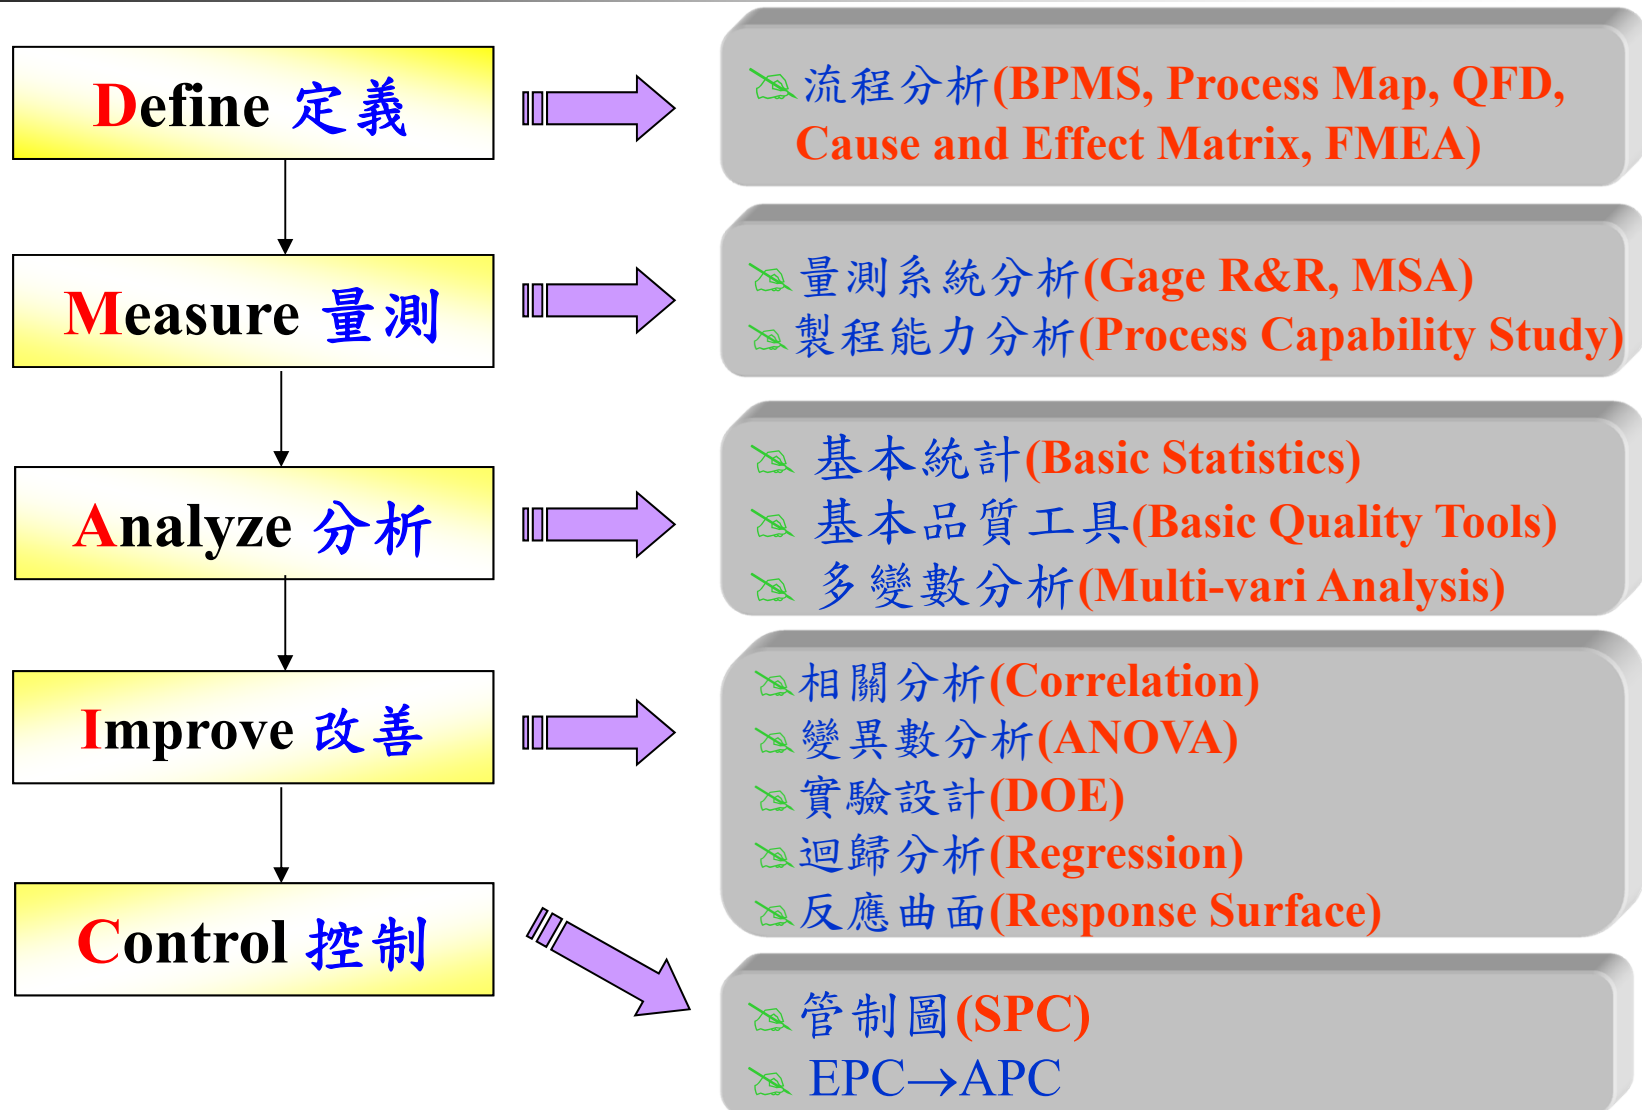 Define 定義
流程分析(BPMS, Process Map, QFD,
Cause and Effect Matrix, FMEA)
Measure 量測
量測系統分析(Gage R&R, MSA)
製程能力分析(Process Capability Study)
Analyze 分析
基本統計(Basic Statistics)
基本品質工具(Basic Quality Tools)
多變數分析(Multi-vari Analysis)
Improve 改善
相關分析(Correlation)
變異數分析(ANOVA)
實驗設計(DOE)
迴歸分析(Regression)
反應曲面(Response Surface)
Control 控制
管制圖(SPC)
EPC→APC